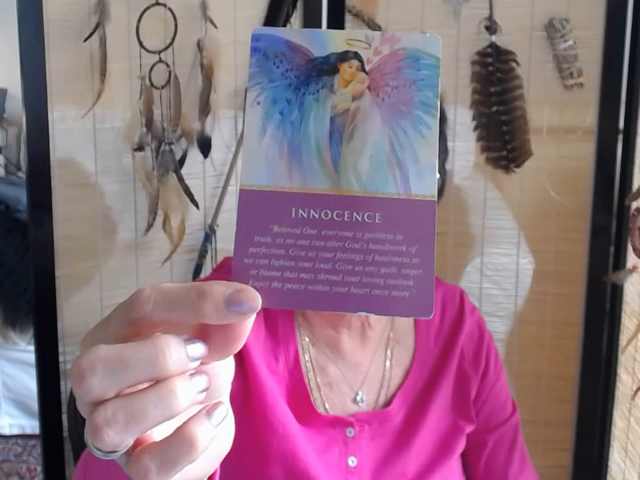 INNOCENCE
"Beloved One, everyone is guiltless in
truth, as no one can alter God's handiwork of
perfection. Give us your feelings of heaviness so
we can lighten your load. Give us any guilt, anger
or blame that may shroud your loving outlook.
Enjoy the peace within your heart once more."